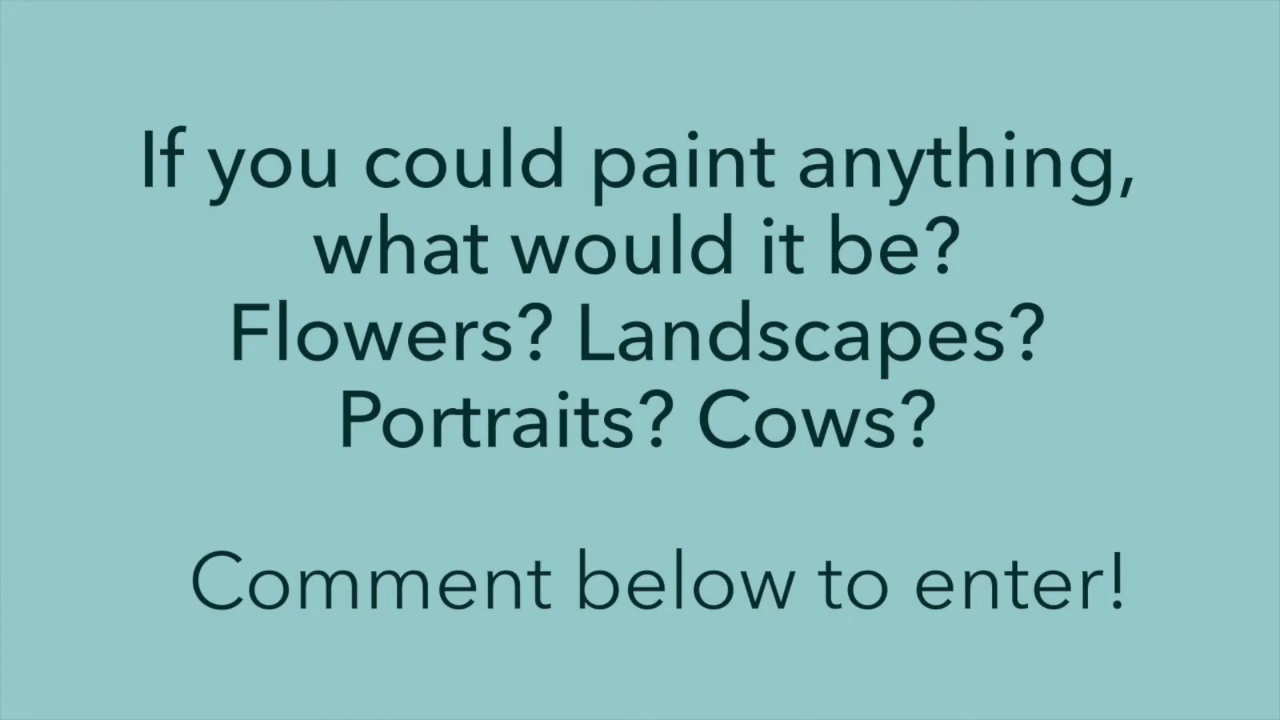 If you could paint anything,
what would it be?
Flowers? Landscapes?
Portraits? Cows?
Comment below to enter!